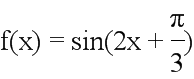 f(x) = sin(2x + π/3)